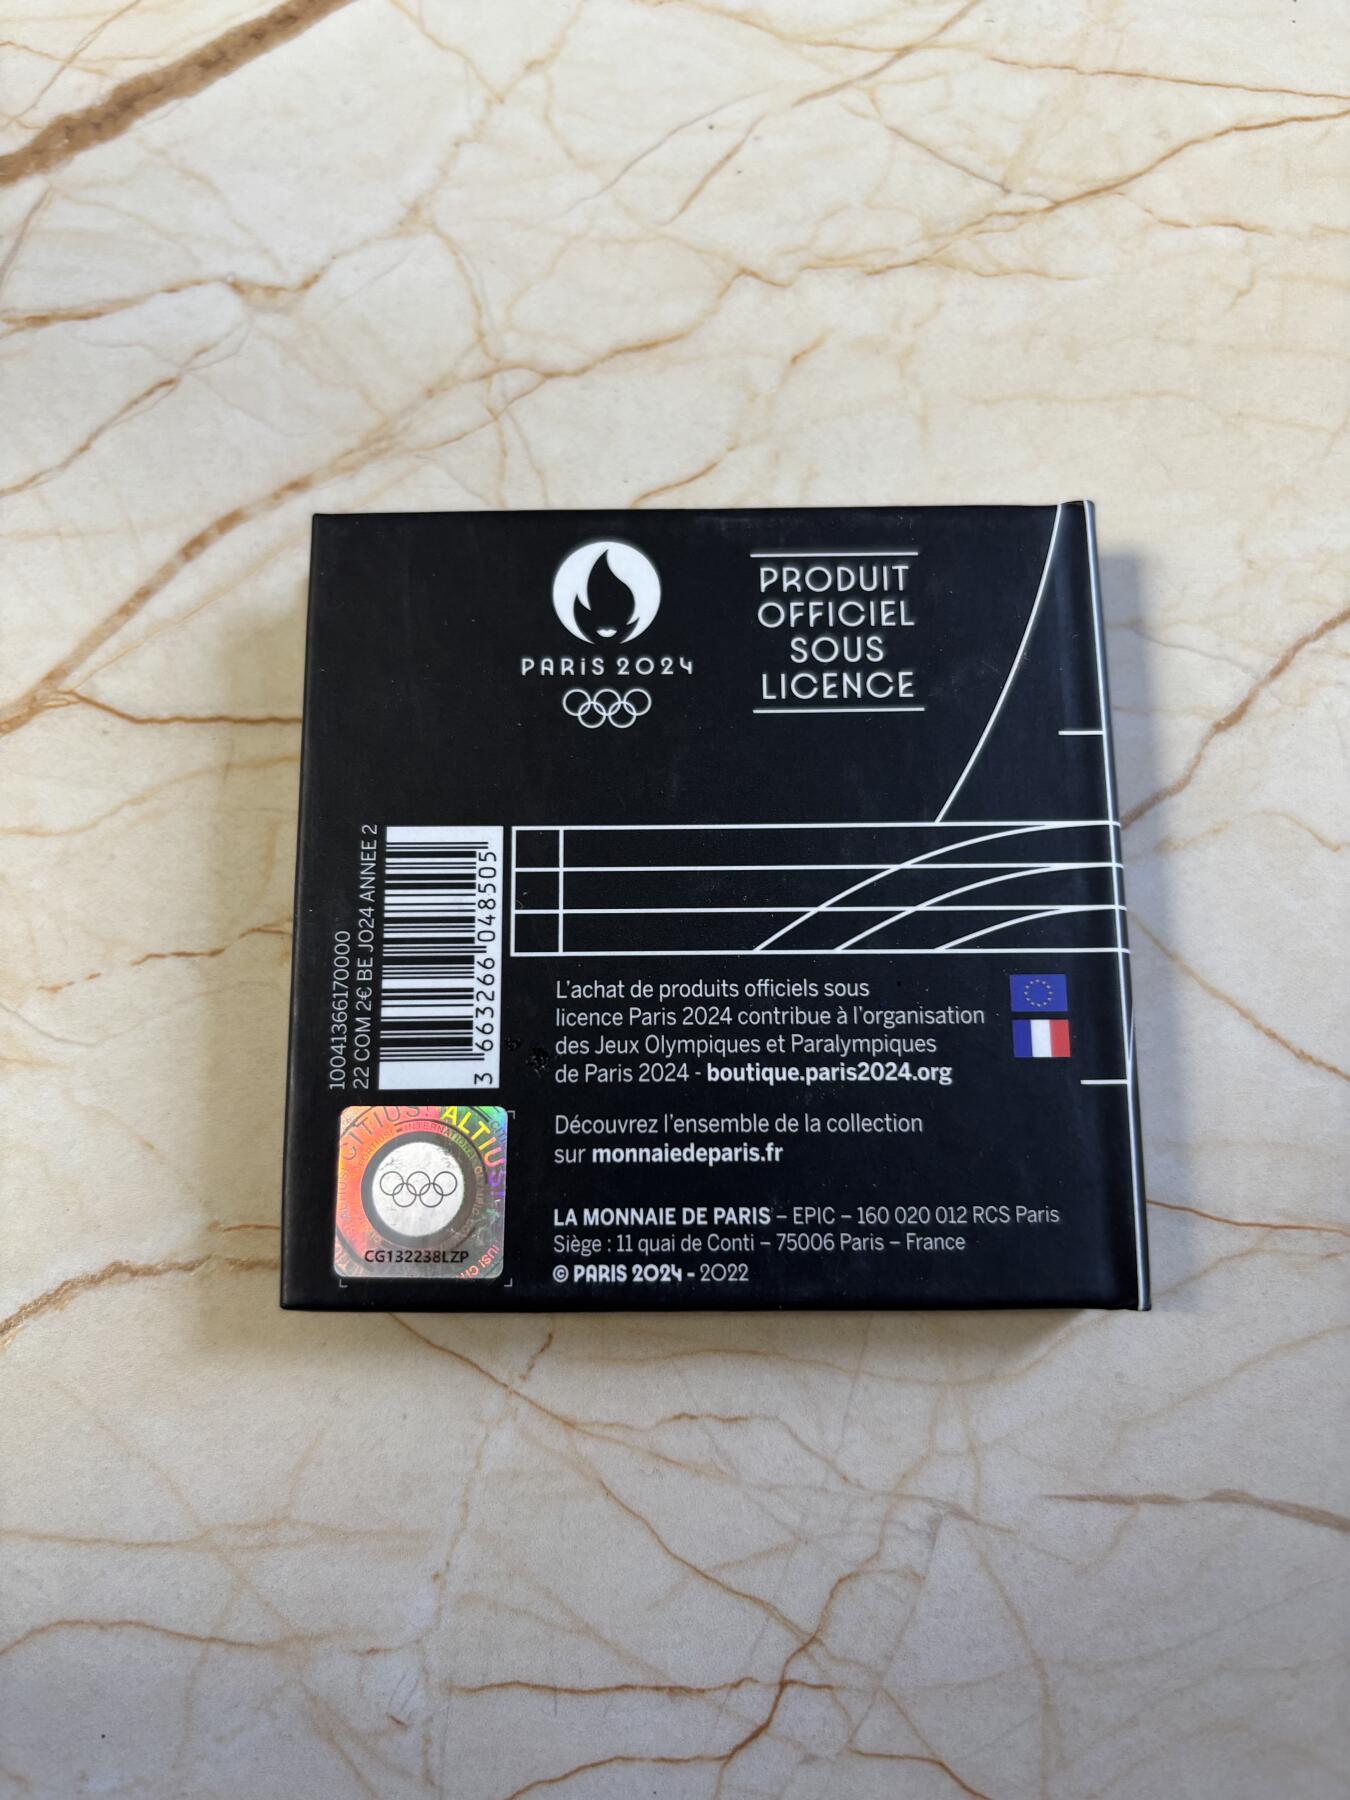 PARIS 2024
PRODUIT
OFFICIEL
SOUS
LICENCE
10041366170000
22 COM 2€ BE JO24 ANNEE 2
3 663266 048505
L'achat de produits officiels sous
licence Paris 2024 contribue à l'organisation
des Jeux Olympiques et Paralympiques
de Paris 2024 - boutique.paris2024.org
Découvrez l'ensemble de la collection
sur monnaiedeparis.fr
LA MONNAIE DE PARIS – EPIC – 160 020 012 RCS Paris
Siège : 11 quai de Conti – 75006 Paris – France
© PARIS 2024 - 2022
CITIUS! ALTIUS!
CG132238LZP